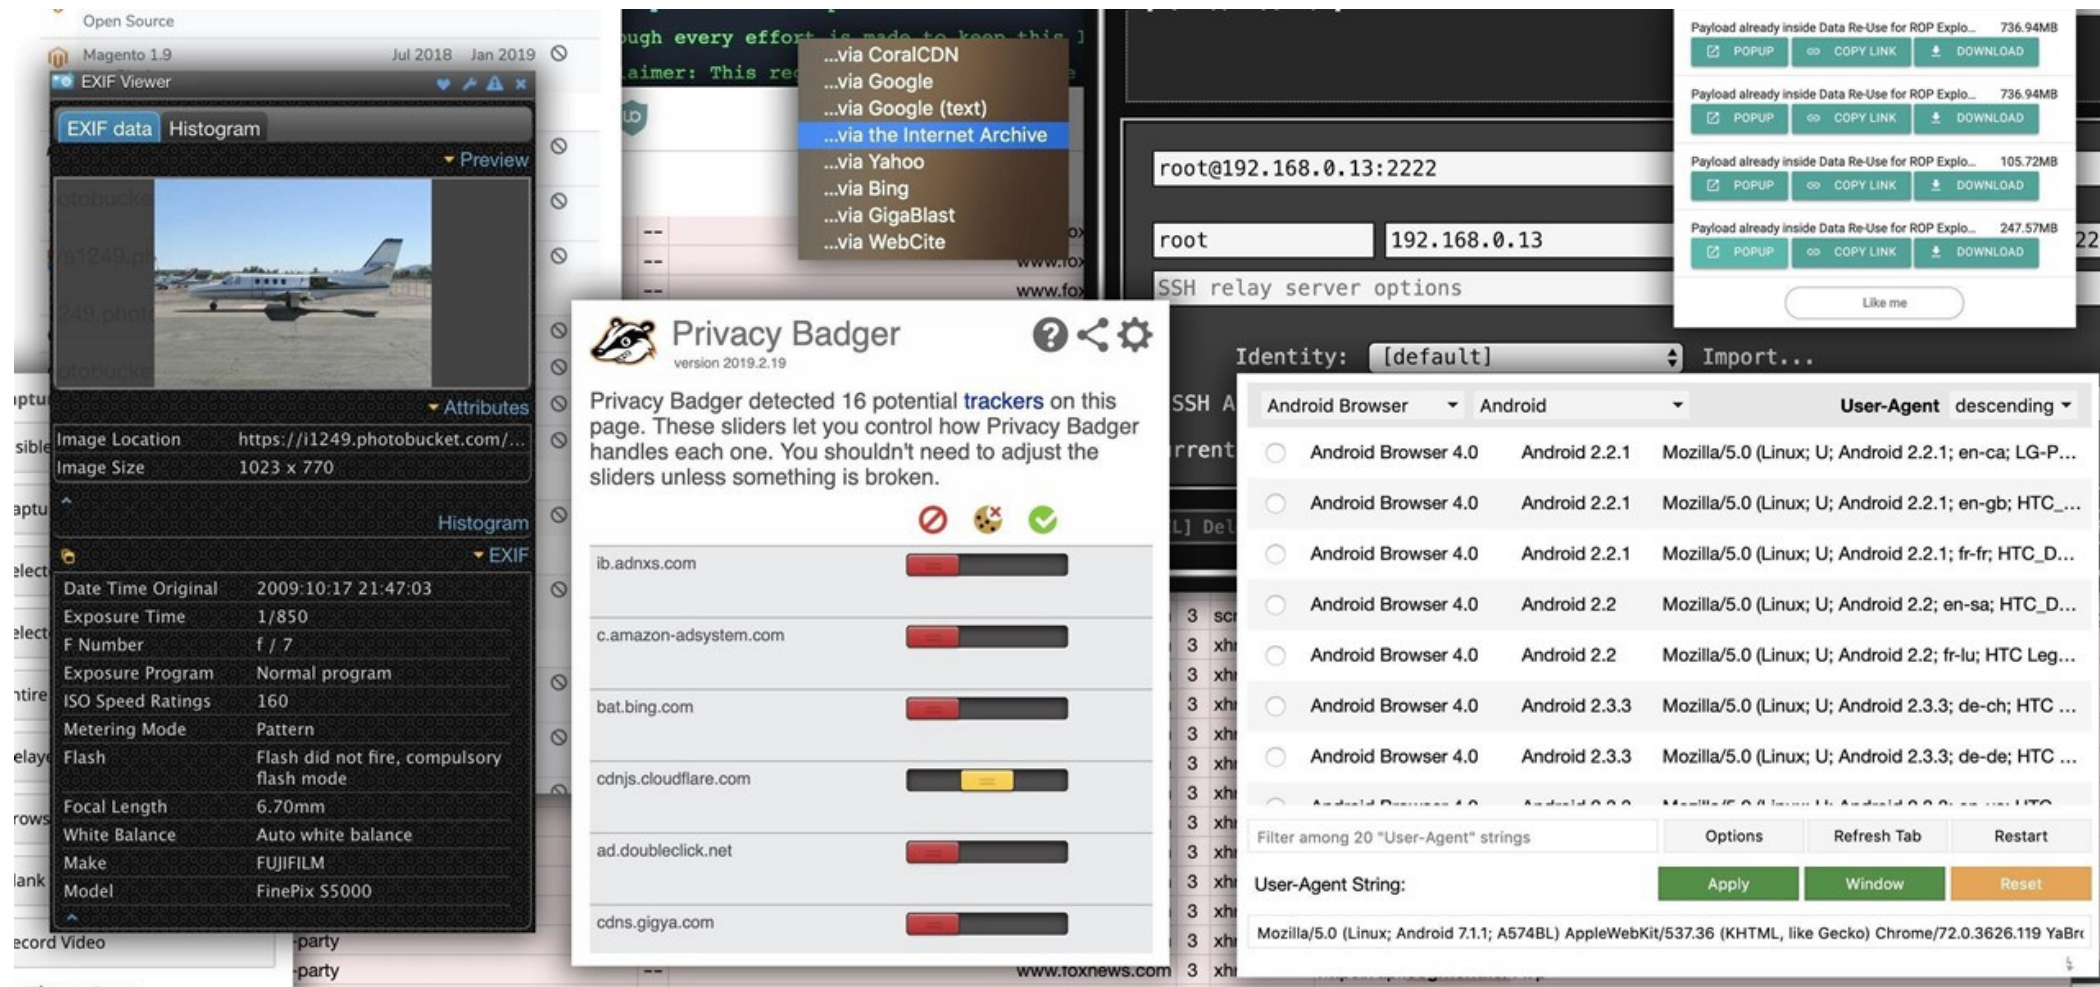 Open Source
Magento 1.9 Jul 2018 Jan 2019
EXIF Viewer
EXIF data Histogram
Preview
Attributes
Image Location https://i1249.photobucket.com/...
Image Size 1023 x 770
Histogram
EXIF
Date Time Original 2009:10:17 21:47:03
Exposure Time 1/850
F Number f / 7
Exposure Program Normal program
ISO Speed Ratings 160
Metering Mode Pattern
Flash Flash did not fire, compulsory
flash mode
Focal Length 6.70mm
White Balance Auto white balance
Make FUJIFILM
Model FinePix S5000
ecord Video
-party
-party
...via CoralCDN
...via Google
...via Google (text)
...via the Internet Archive
...via Yahoo
...via Bing
...via GigaBlast
...via WebCite
www.fox
www.fox
Privacy Badger
version 2019.2.19
Privacy Badger detected 16 potential trackers on this
page. These sliders let you control how Privacy Badger
handles each one. You shouldn't need to adjust the
sliders unless something is broken.
ib.adnxs.com
c.amazon-adsystem.com
bat.bing.com
cdnjs.cloudflare.com
ad.doubleclick.net
cdns.gigya.com
www.foxnews.com 3 xhr
root@192.168.0.13:2222
root 192.168.0.13 22
SSH relay server options
Identity: [default] Import...
SSH A
rrent
L] Del
Payload already inside Data Re-Use for ROP Explo... 736.94MB
POPUP COPY LINK DOWNLOAD
Payload already inside Data Re-Use for ROP Explo... 736.94MB
POPUP COPY LINK DOWNLOAD
Payload already inside Data Re-Use for ROP Explo... 105.72MB
POPUP COPY LINK DOWNLOAD
Payload already inside Data Re-Use for ROP Explo... 247.57MB
POPUP COPY LINK DOWNLOAD
Like me
Android Browser Android User-Agent descending
Android Browser 4.0 Android 2.2.1 Mozilla/5.0 (Linux; U; Android 2.2.1; en-ca; LG-P...
Android Browser 4.0 Android 2.2.1 Mozilla/5.0 (Linux; U; Android 2.2.1; en-gb; HTC_...
Android Browser 4.0 Android 2.2.1 Mozilla/5.0 (Linux; U; Android 2.2.1; fr-fr; HTC_D...
Android Browser 4.0 Android 2.2 Mozilla/5.0 (Linux; U; Android 2.2; en-sa; HTC_D...
Android Browser 4.0 Android 2.2 Mozilla/5.0 (Linux; U; Android 2.2; fr-lu; HTC Leg...
Android Browser 4.0 Android 2.3.3 Mozilla/5.0 (Linux; U; Android 2.3.3; de-ch; HTC ...
Android Browser 4.0 Android 2.3.3 Mozilla/5.0 (Linux; U; Android 2.3.3; de-de; HTC ...
Filter among 20 "User-Agent" strings Options Refresh Tab Restart
User-Agent String: Apply Window Reset
Mozilla/5.0 (Linux; Android 7.1.1; A574BL) AppleWebKit/537.36 (KHTML, like Gecko) Chrome/72.0.3626.119 YaBr